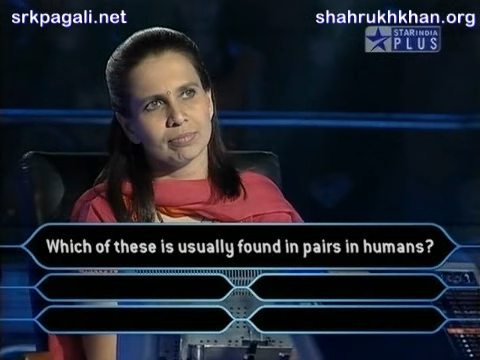 srkpagali.net
shahrukhkhan.org
STAR INDIA
PLUS
Which of these is usually found in pairs in humans?